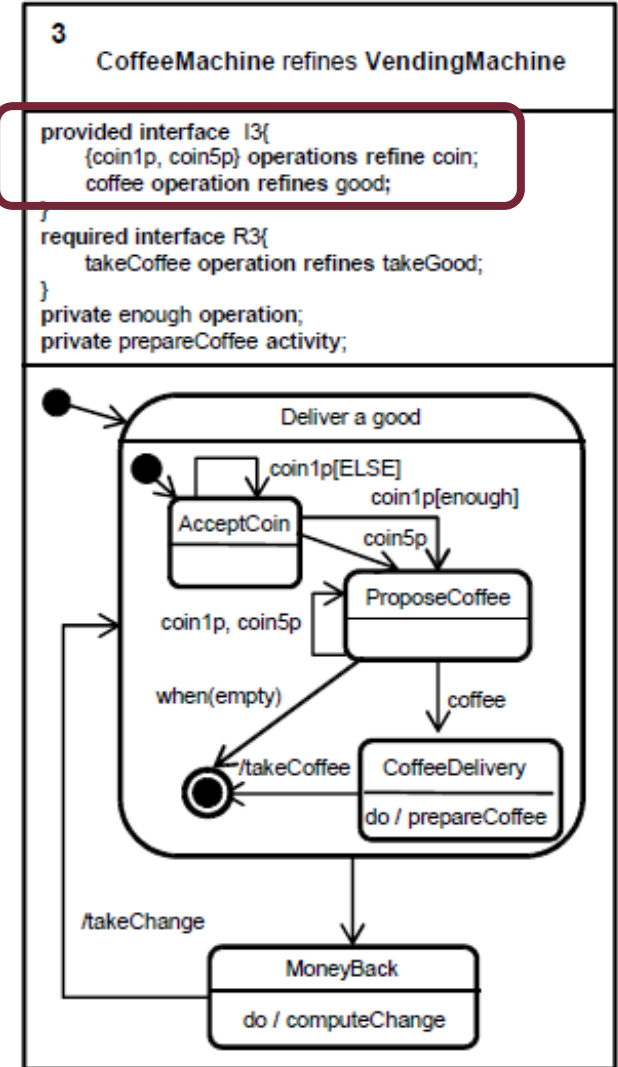 3
CoffeeMachine refines VendingMachine
provided interface I3{
{coin1p, coin5p} operations refine coin;
coffee operation refines good;
}
required interface R3{
takeCoffee operation refines takeGood;
}
private enough operation;
private prepareCoffee activity;
Deliver a good
coin1p[ELSE]
coin1p[enough]
AcceptCoin
coin5p
ProposeCoffee
coin1p, coin5p
when(empty)
coffee
/takeCoffee
CoffeeDelivery
do / prepareCoffee
/takeChange
MoneyBack
do / computeChange